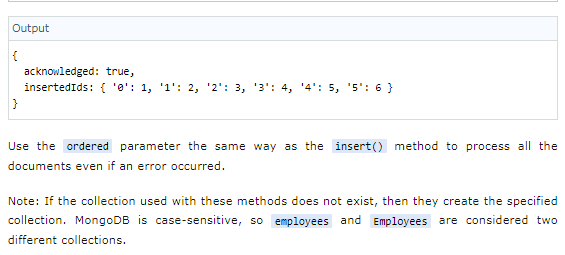 Output
{
  acknowledged: true,
  insertedIds: { '0': 1, '1': 2, '2': 3, '3': 4, '4': 5, '5': 6 }
}
Use the ordered parameter the same way as the insert() method to process all the
documents even if an error occurred.
Note: If the collection used with these methods does not exist, then they create the specified
collection. MongoDB is case-sensitive, so employees and Employees are considered two
different collections.